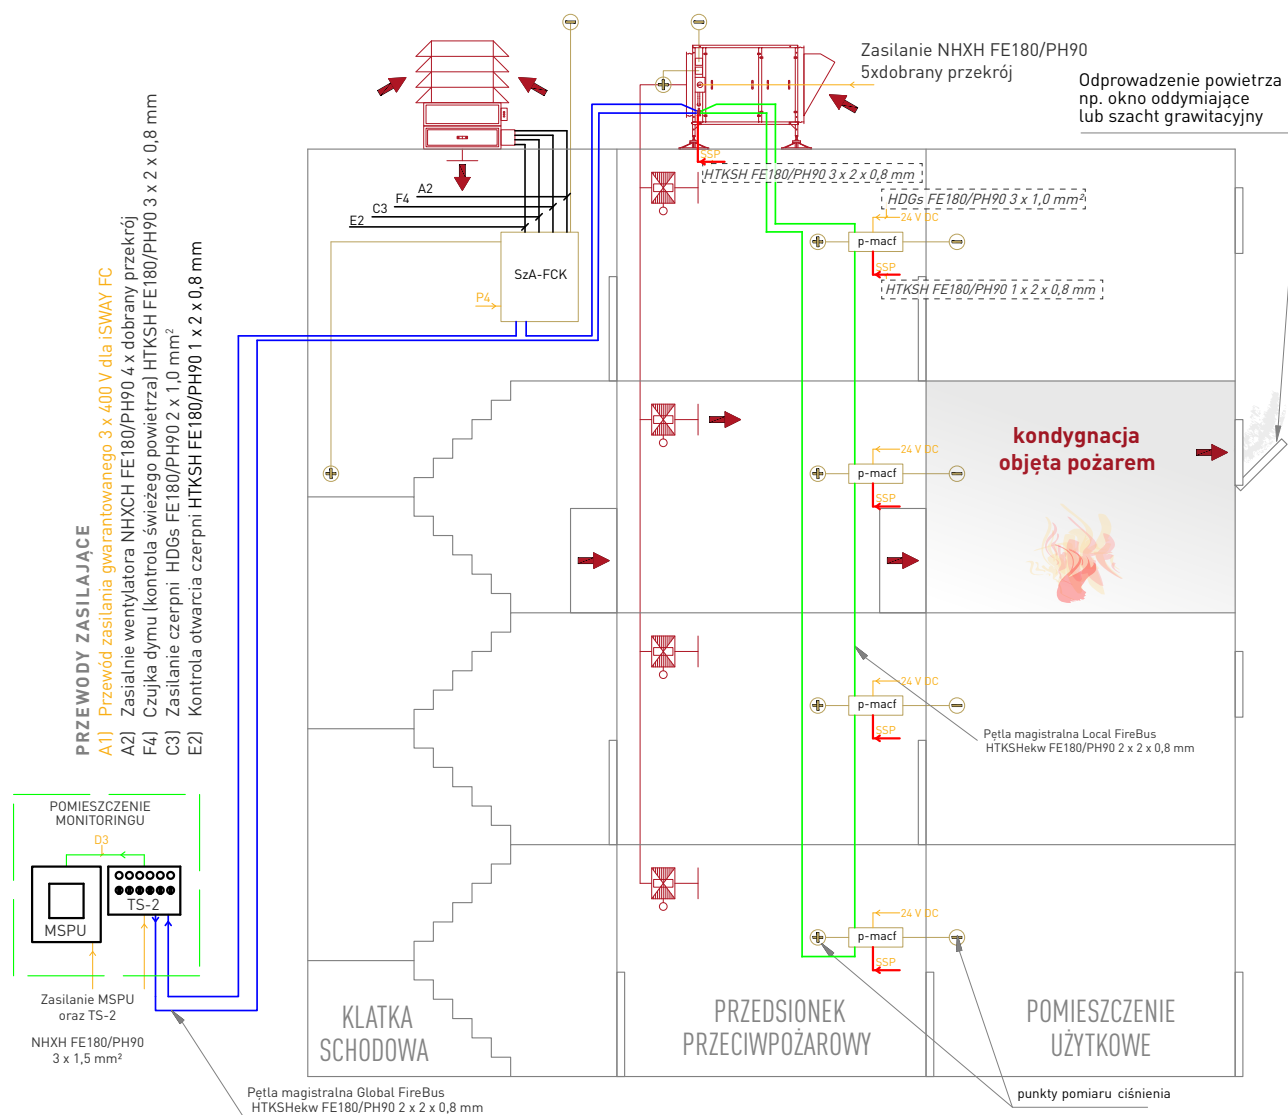 Zasilanie NHXH FE180/PH90
5xdobrany przekrój
Odprowadzenie powietrza
np. okno oddymiające
lub szacht grawitacyjny
SSP
HTKSH FE180/PH90 3 x 2 x 0,8 mm
HDGs FE180/PH90 3 x 1,0 mm²
24 V DC
p-macf
SSP
HTKSH FE180/PH90 1 x 2 x 0,8 mm
A2
F4
C3
E2
SzA-FCK
P4
PRZEWODY ZASILAJĄCE
A1) Przewód zasilania gwarantowanego 3 x 400 V dla iSWAY FC
A2) Zasialnie wentylatora NHXCH FE180/PH90 4 x dobrany przekrój
F4) Czujka dymu (kontrola świeżego powietrza) HTKSH FE180/PH90 3 x 2 x 0,8 mm
C3) Zasilanie czerpni HDGs FE180/PH90 2 x 1,0 mm²
E2) Kontrola otwarcia czerpni HTKSH FE180/PH90 1 x 2 x 0,8 mm
kondygnacja
objęta pożarem
24 V DC
p-macf
SSP
24 V DC
p-macf
SSP
Pętla magistralna Local FireBus
HTKSHekw FE180/PH90 2 x 2 x 0,8 mm
24 V DC
p-macf
SSP
POMIESZCZENIE
MONITORINGU
D3
TS-2
MSPU
Zasilanie MSPU
oraz TS-2
NHXH FE180/PH90
3 x 1,5 mm²
KLATKA
SCHODOWA
PRZEDSIONEK
PRZECIWPOŻAROWY
POMIESZCZENIE
UŻYTKOWE
Pętla magistralna Global FireBus
HTKSHekw FE180/PH90 2 x 2 x 0,8 mm
punkty pomiaru ciśnienia